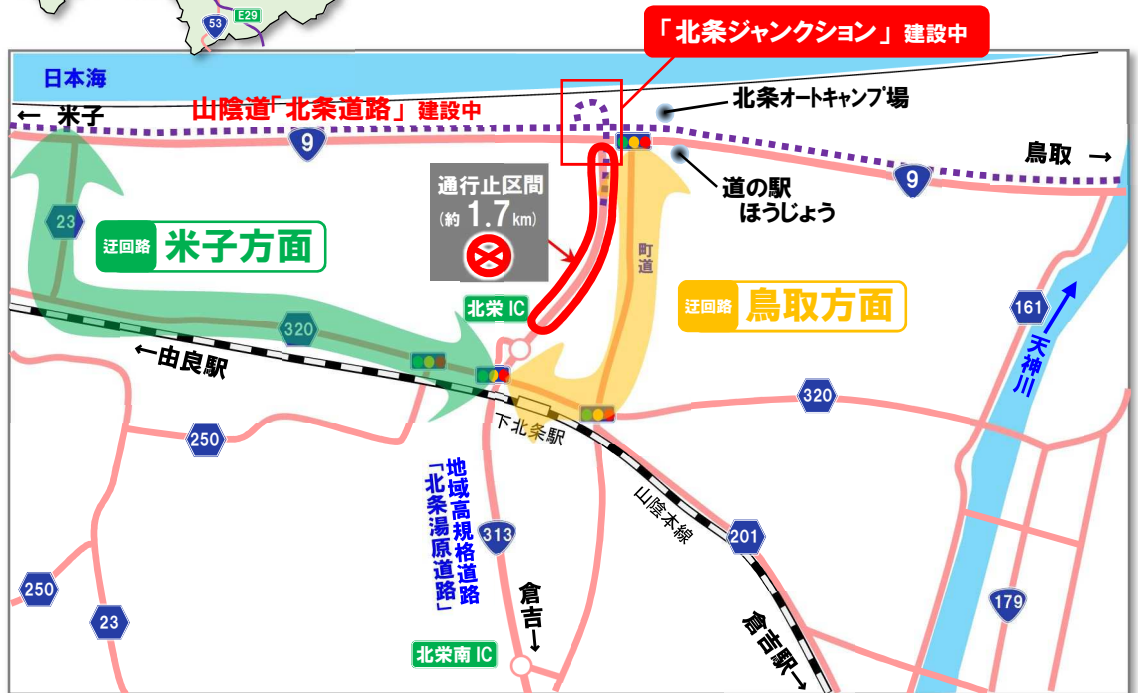 53
E29
「北条ジャンクション」建設中
日本海
← 米子
山陰道「北条道路」建設中
北条オートキャンプ場
9
鳥取 →
通行止区間
(約 1.7 km)
9
道の駅
ほうじょう
23
迂回路 米子方面
町道
北栄 IC
迂回路 鳥取方面
161
320
天神川
←由良駅
320
下北条駅
250
地域高規格道路
「北条湯原道路」
山陰本線
313
201
250
倉吉↓
179
23
倉吉駅→
北栄南 IC